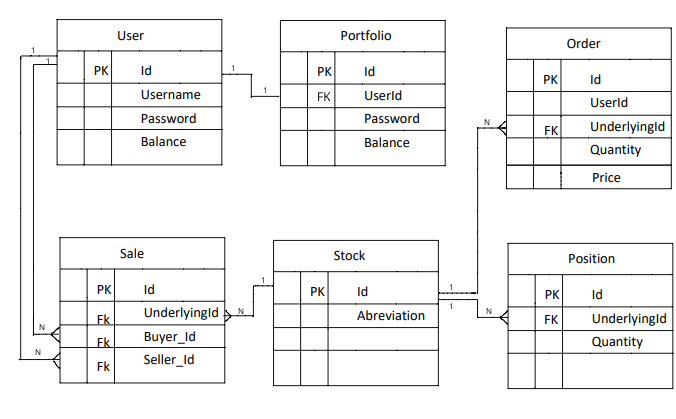 User
PK Id
Username
Password
Balance
Portfolio
PK Id
FK UserId
Password
Balance
Order
PK Id
UserId
FK UnderlyingId
Quantity
Price
1
1
1
1
N
Sale
PK Id
Fk UnderlyingId
Fk Buyer_Id
Fk Seller_Id
N
N
N
1
Stock
PK Id
Abreviation
1
1
N
Position
PK Id
FK UnderlyingId
Quantity